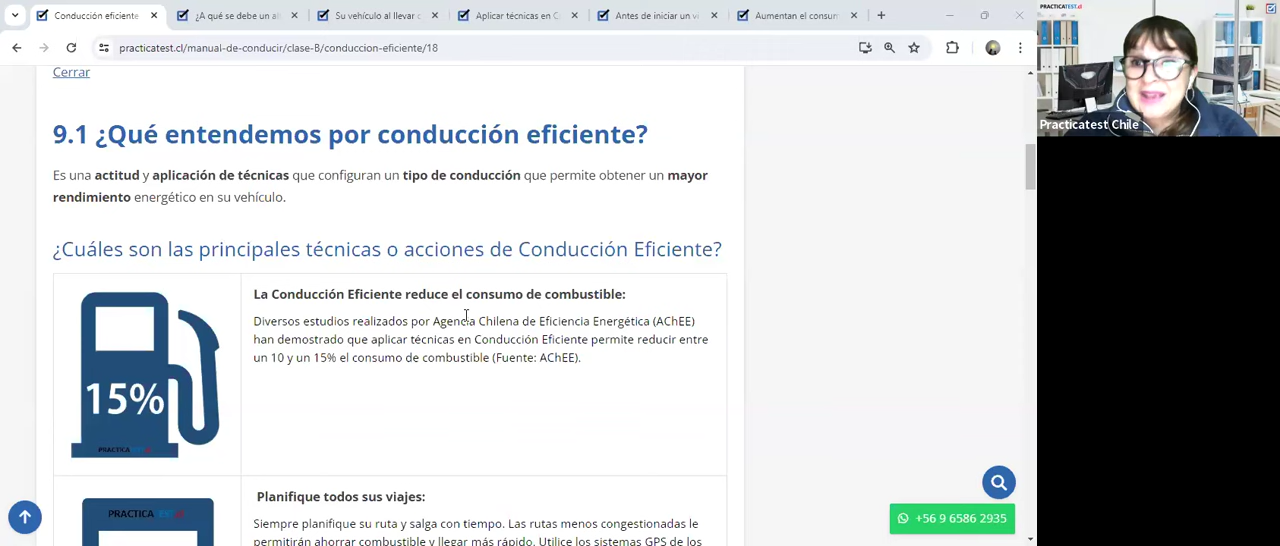 Conducción eficiente
¿A qué se debe un al
Su vehículo al llevar c
Aplicar técnicas en C
Antes de iniciar un vi
Aumentan el consum
practicatest.cl/manual-de-conducir/clase-B/conduccion-eficiente/18
PRACTICATEST.cl
Practicatest Chile
Cerrar
9.1 ¿Qué entendemos por conducción eficiente?
Es una actitud y aplicación de técnicas que configuran un tipo de conducción que permite obtener un mayor
rendimiento energético en su vehículo.
¿Cuáles son las principales técnicas o acciones de Conducción Eficiente?
15%
PRACTICATEST.cl
La Conducción Eficiente reduce el consumo de combustible:
Diversos estudios realizados por Agencia Chilena de Eficiencia Energética (AChEE)
han demostrado que aplicar técnicas en Conducción Eficiente permite reducir entre
un 10 y un 15% el consumo de combustible (Fuente: AChEE).
PRACTICATEST.cl
Planifique todos sus viajes:
Siempre planifique su ruta y salga con tiempo. Las rutas menos congestionadas le
permitirán ahorrar combustible y llegar más rápido. Utilice los sistemas GPS de los
+56 9 6586 2935